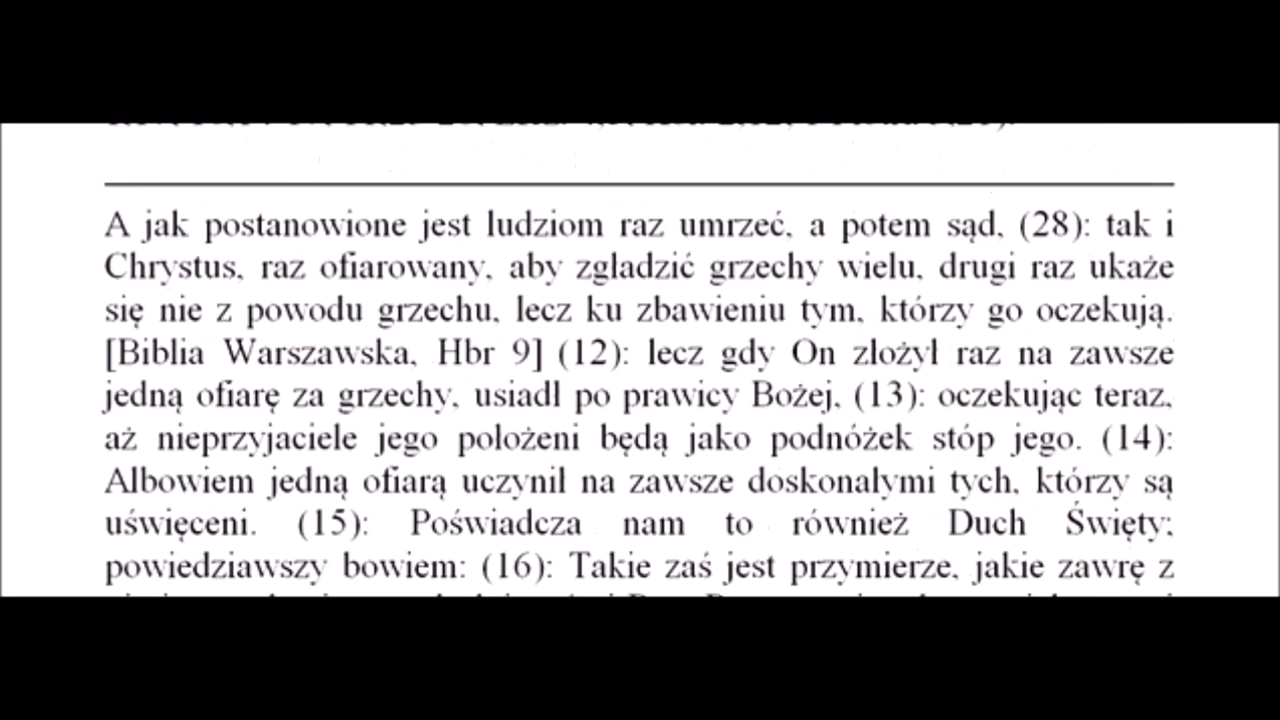 A jak postanowione jest ludziom raz umrzeć, a potem sąd, (28): tak i
Chrystus, raz ofiarowany, aby zgładzić grzechy wielu, drugi raz ukaże
się nie z powodu grzechu, lecz ku zbawieniu tym, którzy go oczekują.
[Biblia Warszawska, Hbr 9] (12): lecz gdy On złożył raz na zawsze
jedną ofiarę za grzechy, usiadł po prawicy Bożej, (13): oczekując teraz,
aż nieprzyjaciele jego położeni będą jako podnóżek stóp jego. (14):
Albowiem jedną ofiarą uczynił na zawsze doskonałymi tych, którzy są
uświęceni. (15): Poświadcza nam to również Duch Święty;
powiedziawszy bowiem: (16): Takie zaś jest przymierze, jakie zawrę z